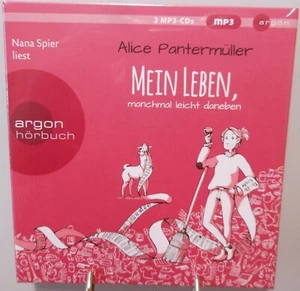 Nana Spier
liest
2 MP3-CDs
MP3
argon
Alice Pantermüller
MEIN LEBEN,
manchmal leicht daneben
argon
hörbuch